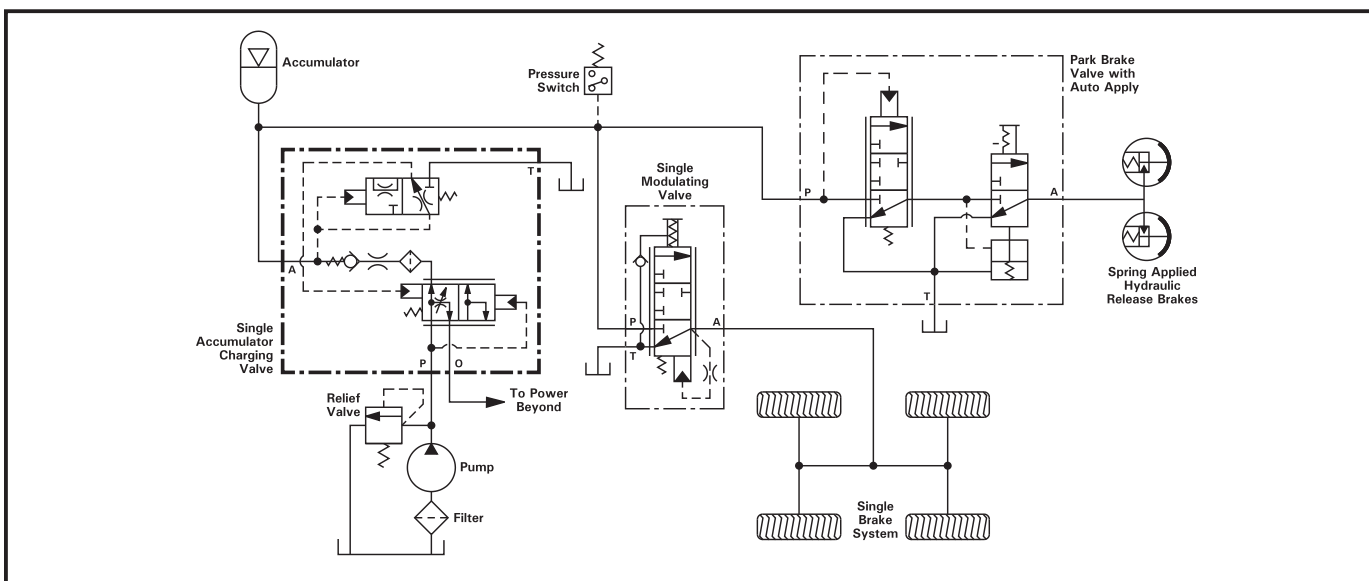 Accumulator
Pressure
Switch
Park Brake
Valve with
Auto Apply
T
Single
Modulating
Valve
P
A
A
Spring Applied
Hydraulic
Release Brakes
T
P
A
T
Single
Accumulator
Charging
Valve
P
O
Relief
Valve
To Power
Beyond
Pump
Filter
Single
Brake
System